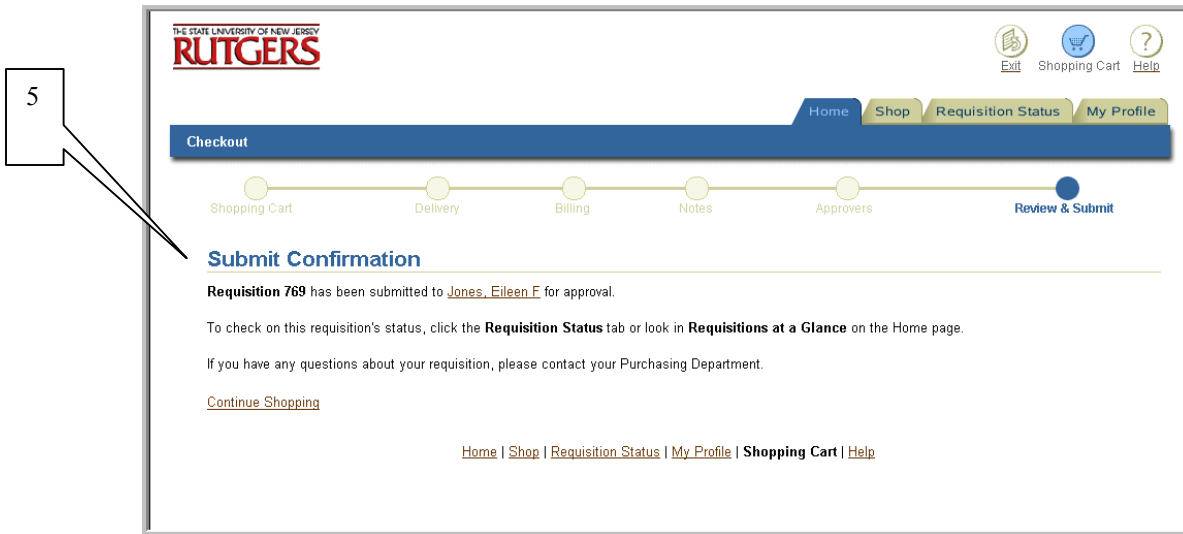 THE STATE UNIVERSITY OF NEW JERSEY
RUTGERS
Exit Shopping Cart Help
5
Home Shop Requisition Status My Profile
Checkout
Shopping Cart Delivery Billing Notes Approvers Review & Submit
Submit Confirmation
Requisition 769 has been submitted to Jones, Eileen F for approval.
To check on this requisition's status, click the Requisition Status tab or look in Requisitions at a Glance on the Home page.
If you have any questions about your requisition, please contact your Purchasing Department.
Continue Shopping
Home | Shop | Requisition Status | My Profile | Shopping Cart | Help